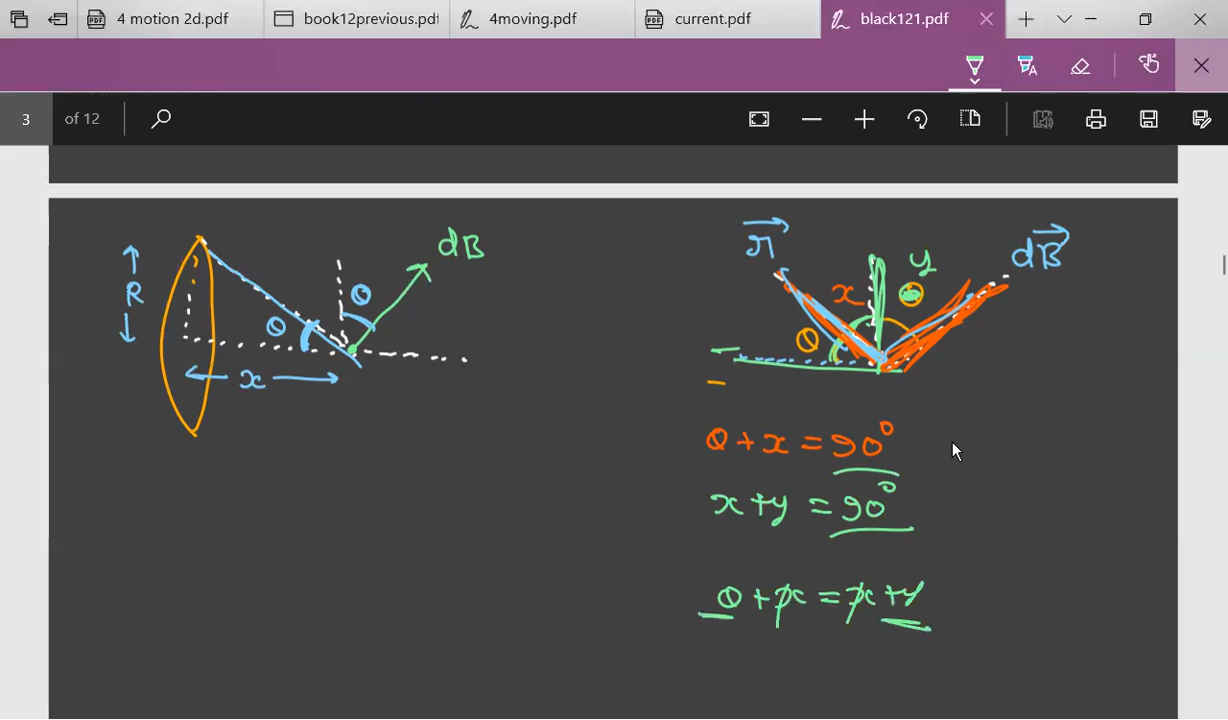 4 motion 2d.pdf
book12previous.pdf
4moving.pdf
current.pdf
black121.pdf
3 of 12
dB
R
θ
θ
x
r
dB
x
y
θ
θ
θ + x = 90°
x + y = 90°
θ + x = x + y